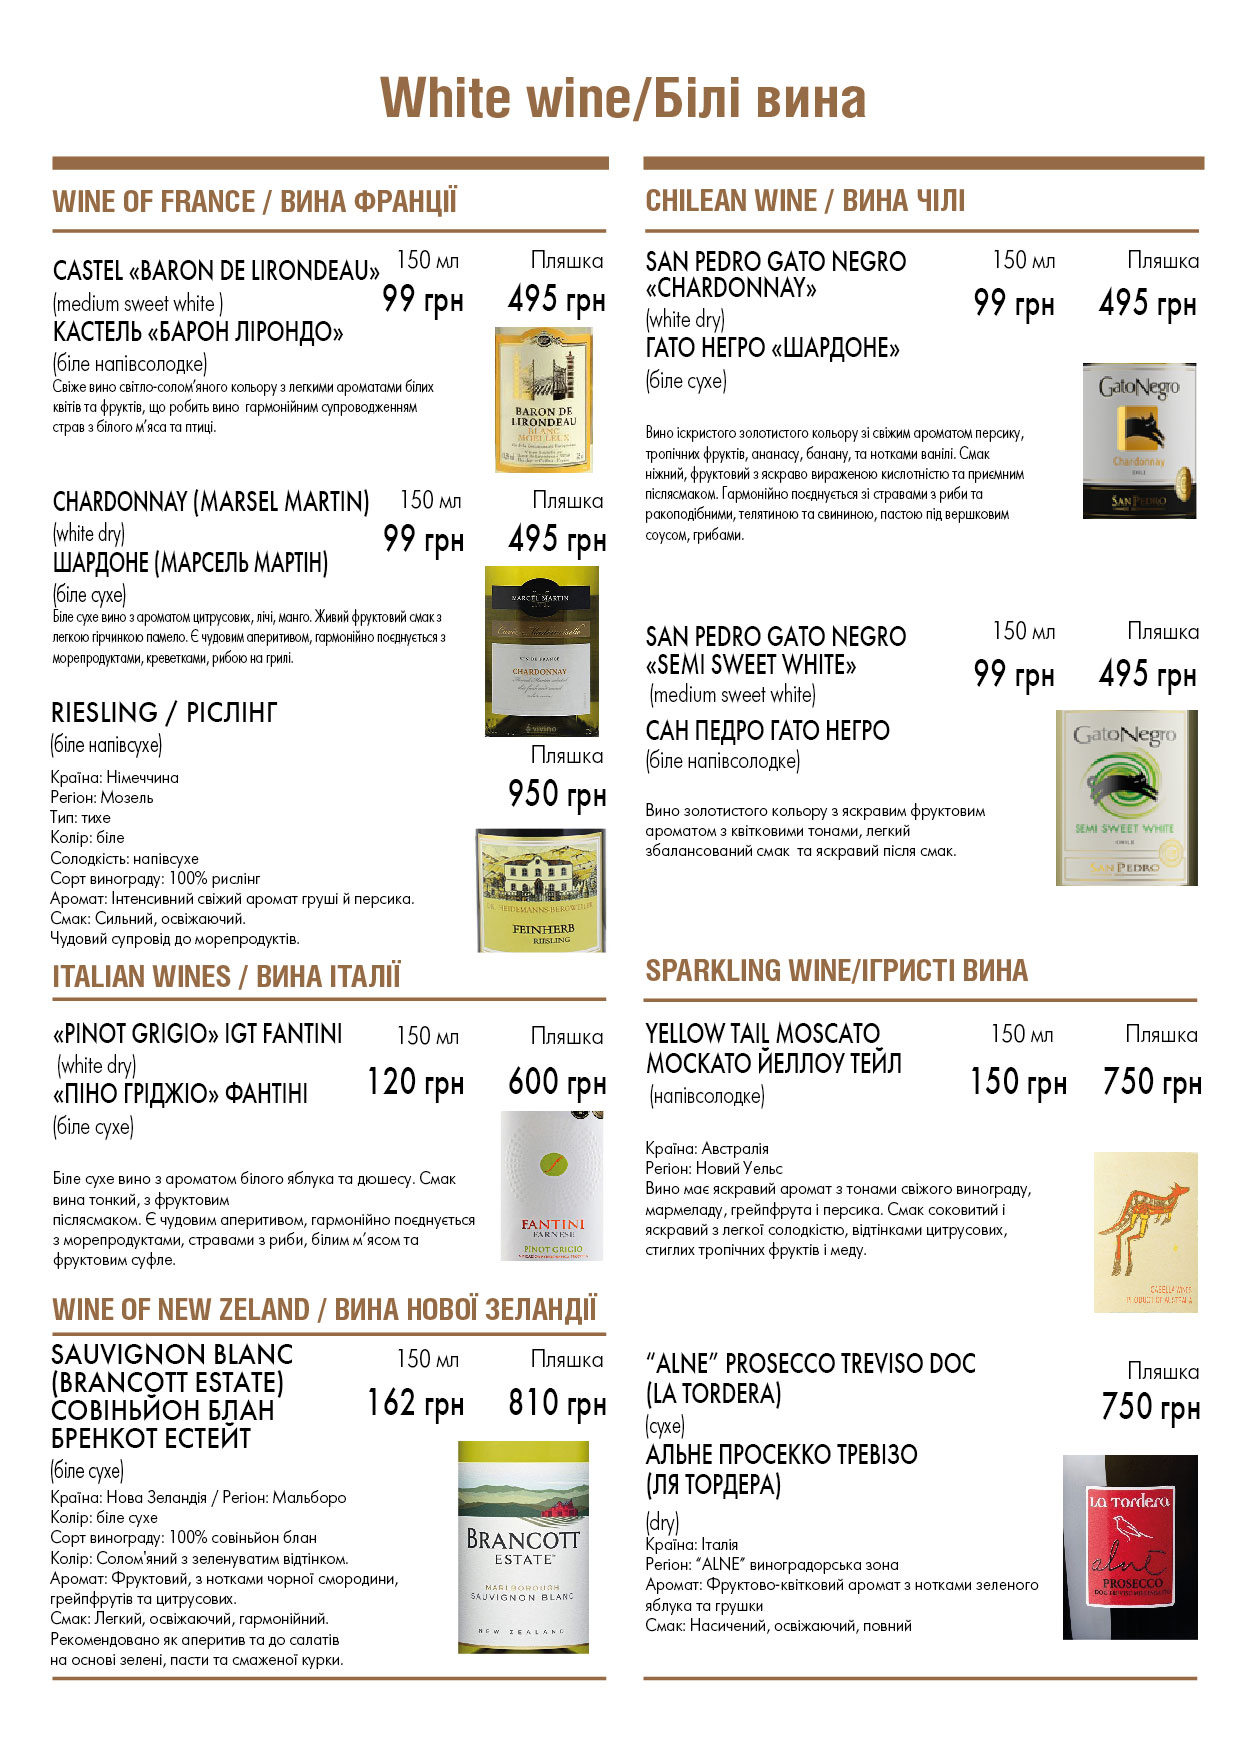 White wine/Білі вина
WINE OF FRANCE / ВИНА ФРАНЦІЇ
CASTEL «BARON DE LIRONDEAU»
150 мл
Пляшка
(medium sweet white )
99 грн
495 грн
КАСТЕЛЬ «БАРОН ЛІРОНДО»
(біле напівсолодке)
Свіже вино світло-солом’яного кольору з легкими ароматами білих
квітів та фруктів, що робить вино гармонійним супроводженням
страв з білого м’яса та птиці.
BARON DE
LIRONDEAU
BLANC
MOELLEUX
CHARDONNAY (MARSEL MARTIN)
150 мл
Пляшка
(white dry)
99 грн
495 грн
ШАРДОНЕ (МАРСЕЛЬ МАРТІН)
(біле сухе)
Біле сухе вино з ароматом цитрусових, лічі, манго. Живий фруктовий смак з
легкою гірчинкою памело. Є чудовим аперитивом, гармонійно поєднується з
морепродуктами, креветками, рибою на грилі.
MARCEL MARTIN
VIN DE FRANCE
CHARDONNAY
vivino
RIESLING / РІСЛІНГ
(біле напівсухе)
Пляшка
950 грн
Країна: Німеччина
Регіон: Мозель
Тип: тихе
Колір: біле
Солодкість: напівсухе
Сорт винограду: 100% рислінг
Аромат: Інтенсивний свіжий аромат груші й персика.
Смак: Сильний, освіжаючий.
Чудовий супровід до морепродуктів.
HEIDEMANNS-BERGWEILER
FEINHERB
RIESLING
ITALIAN WINES / ВИНА ІТАЛІЇ
«PINOT GRIGIO» IGT FANTINI
150 мл
Пляшка
(white dry)
120 грн
600 грн
«ПІНО ГРІДЖІО» ФАНТІНІ
(біле сухе)
Біле сухе вино з ароматом білого яблука та дюшесу. Смак
вина тонкий, з фруктовим
післясмаком. Є чудовим аперитивом, гармонійно поєднується
з морепродуктами, стравами з риби, білим м’ясом та
фруктовим суфле.
FANTINI
FARNESE
PINOT GRIGIO
WINE OF NEW ZELAND / ВИНА НОВОЇ ЗЕЛАНДІЇ
SAUVIGNON BLANC
(BRANCOTT ESTATE)
150 мл
Пляшка
СОВІНЬЙОН БЛАН
162 грн
810 грн
БРЕНКОТ ЕСТЕЙТ
(біле сухе)
Країна: Нова Зеландія / Регіон: Мальборо
Колір: біле сухе
Сорт винограду: 100% совіньйон блан
Колір: Солом'яний з зеленуватим відтінком.
Аромат: Фруктовий, з нотками чорної смородини,
грейпфрутів та цитрусових.
Смак: Легкий, освіжаючий, гармонійний.
Рекомендовано як аперитив та до салатів
на основі зелені, пасти та смаженої курки.
BRANCOTT
ESTATE
MARLBOROUGH
SAUVIGNON BLANC
NEW ZEALAND
CHILEAN WINE / ВИНА ЧІЛІ
SAN PEDRO GATO NEGRO
«CHARDONNAY»
150 мл
Пляшка
(white dry)
99 грн
495 грн
ГАТО НЕГРО «ШАРДОНЕ»
(біле сухе)
Вино іскристого золотистого кольору зі свіжим ароматом персику,
тропічних фруктів, ананасу, банану, та нотками ванілі. Смак
ніжний, фруктовий з яскраво вираженою кислотністю та приємним
післясмаком. Гармонійно поєднується зі стравами з риби та
ракоподібними, телятиною та свининою, пастою під вершковим
соусом, грибами.
GatoNegro
Chardonnay
CHILE
SAN PEDRO
SAN PEDRO GATO NEGRO
«SEMI SWEET WHITE»
150 мл
Пляшка
(medium sweet white)
99 грн
495 грн
САН ПЕДРО ГАТО НЕГРО
(біле напівсолодке)
Вино золотистого кольору з яскравим фруктовим
ароматом з квітковими тонами, легкий
збалансований смак та яскравий після смак.
GatoNegro
SEMI SWEET WHITE
CHILE
SAN PEDRO
SPARKLING WINE/ІГРИСТІ ВИНА
YELLOW TAIL MOSCATO
150 мл
Пляшка
МОСКАТО ЙЕЛЛОУ ТЕЙЛ
150 грн
750 грн
(напівсолодке)
Країна: Австралія
Регіон: Новий Уельс
Вино має яскравий аромат з тонами свіжого винограду,
мармеладу, грейпфрута і персика. Смак соковитий і
яскравий з легкої солодкістю, відтінками цитрусових,
стиглих тропічних фруктів і меду.
CASELLA WINES
PRODUCT OF AUSTRALIA
“ALNE” PROSECCO TREVISO DOC
(LA TORDERA)
Пляшка
(сухе)
750 грн
АЛЬНЕ ПРОСЕККО ТРЕВІЗО
(ЛЯ ТОРДЕРА)
(dry)
Країна: Італія
Регіон: “ALNE” виноградорська зона
Аромат: Фруктово-квітковий аромат з нотками зеленого
яблука та грушки
Смак: Насичений, освіжаючий, повний
La Tordera
alnè
PROSECCO